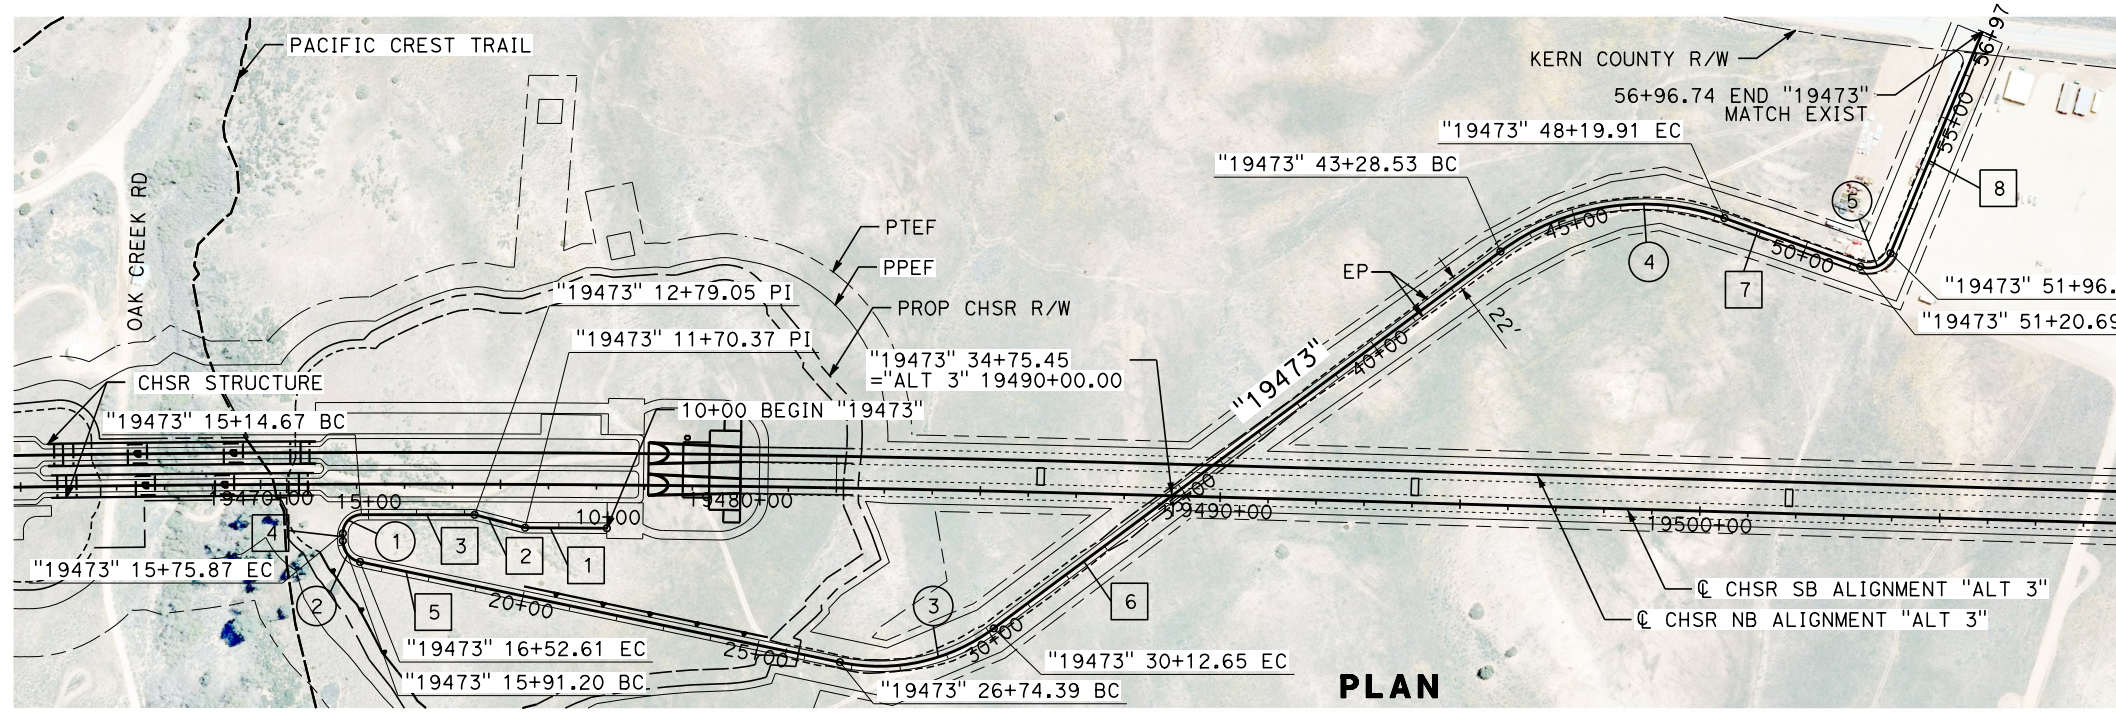 PACIFIC CREST TRAIL
OAK CREEK RD
KERN COUNTY R/W
56+96.74 END "19473"
MATCH EXIST
56+97
55+00
"19473" 48+19.91 EC
"19473" 43+28.53 BC
5
8
45+00
4
50+00
7
"19473" 51+96.
"19473" 51+20.69
PTEF
PPEF
PROP CHSR R/W
EP
22'
"19473" 12+79.05 PI
"19473" 11+70.37 PI
"19473" 34+75.45
="ALT 3" 19490+00.00
"19473"
40+00
CHSR STRUCTURE
"19473" 15+14.67 BC
10+00 BEGIN "19473"
19470+00
15+00
10+00
19480+00
19490+00
19500+00
4
1
3
2
1
"19473" 15+75.87 EC
2
5
20+00
25+00
3
30+00
6
℄ CHSR SB ALIGNMENT "ALT 3"
℄ CHSR NB ALIGNMENT "ALT 3"
"19473" 16+52.61 EC
"19473" 15+91.20 BC
"19473" 30+12.65 EC
"19473" 26+74.39 BC
PLAN